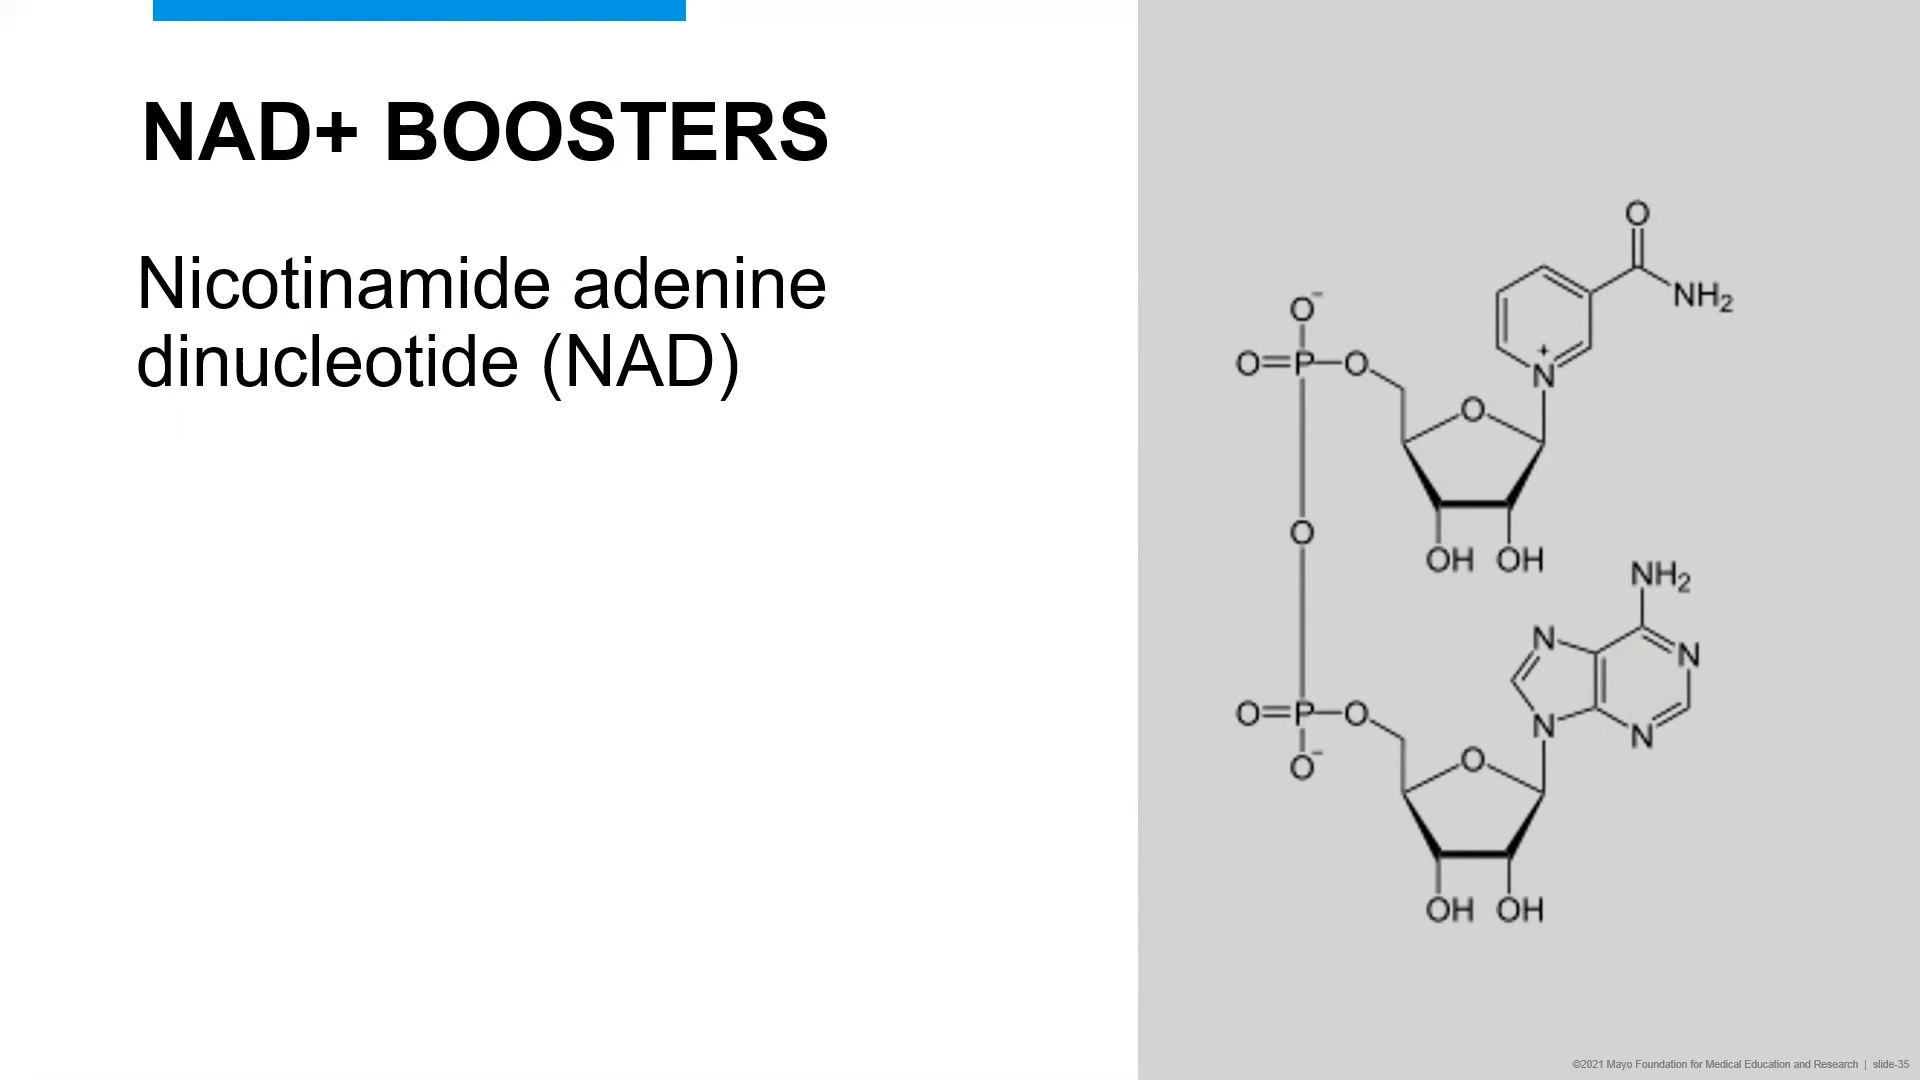 NAD+ BOOSTERS
Nicotinamide adenine
dinucleotide (NAD)
O
NH₂
O⁻
O=P–O
+
N
O
O
OH OH
NH₂
N
N
O=P–O
N
N
O⁻
O
OH OH
©2021 Mayo Foundation for Medical Education and Research | slide-35